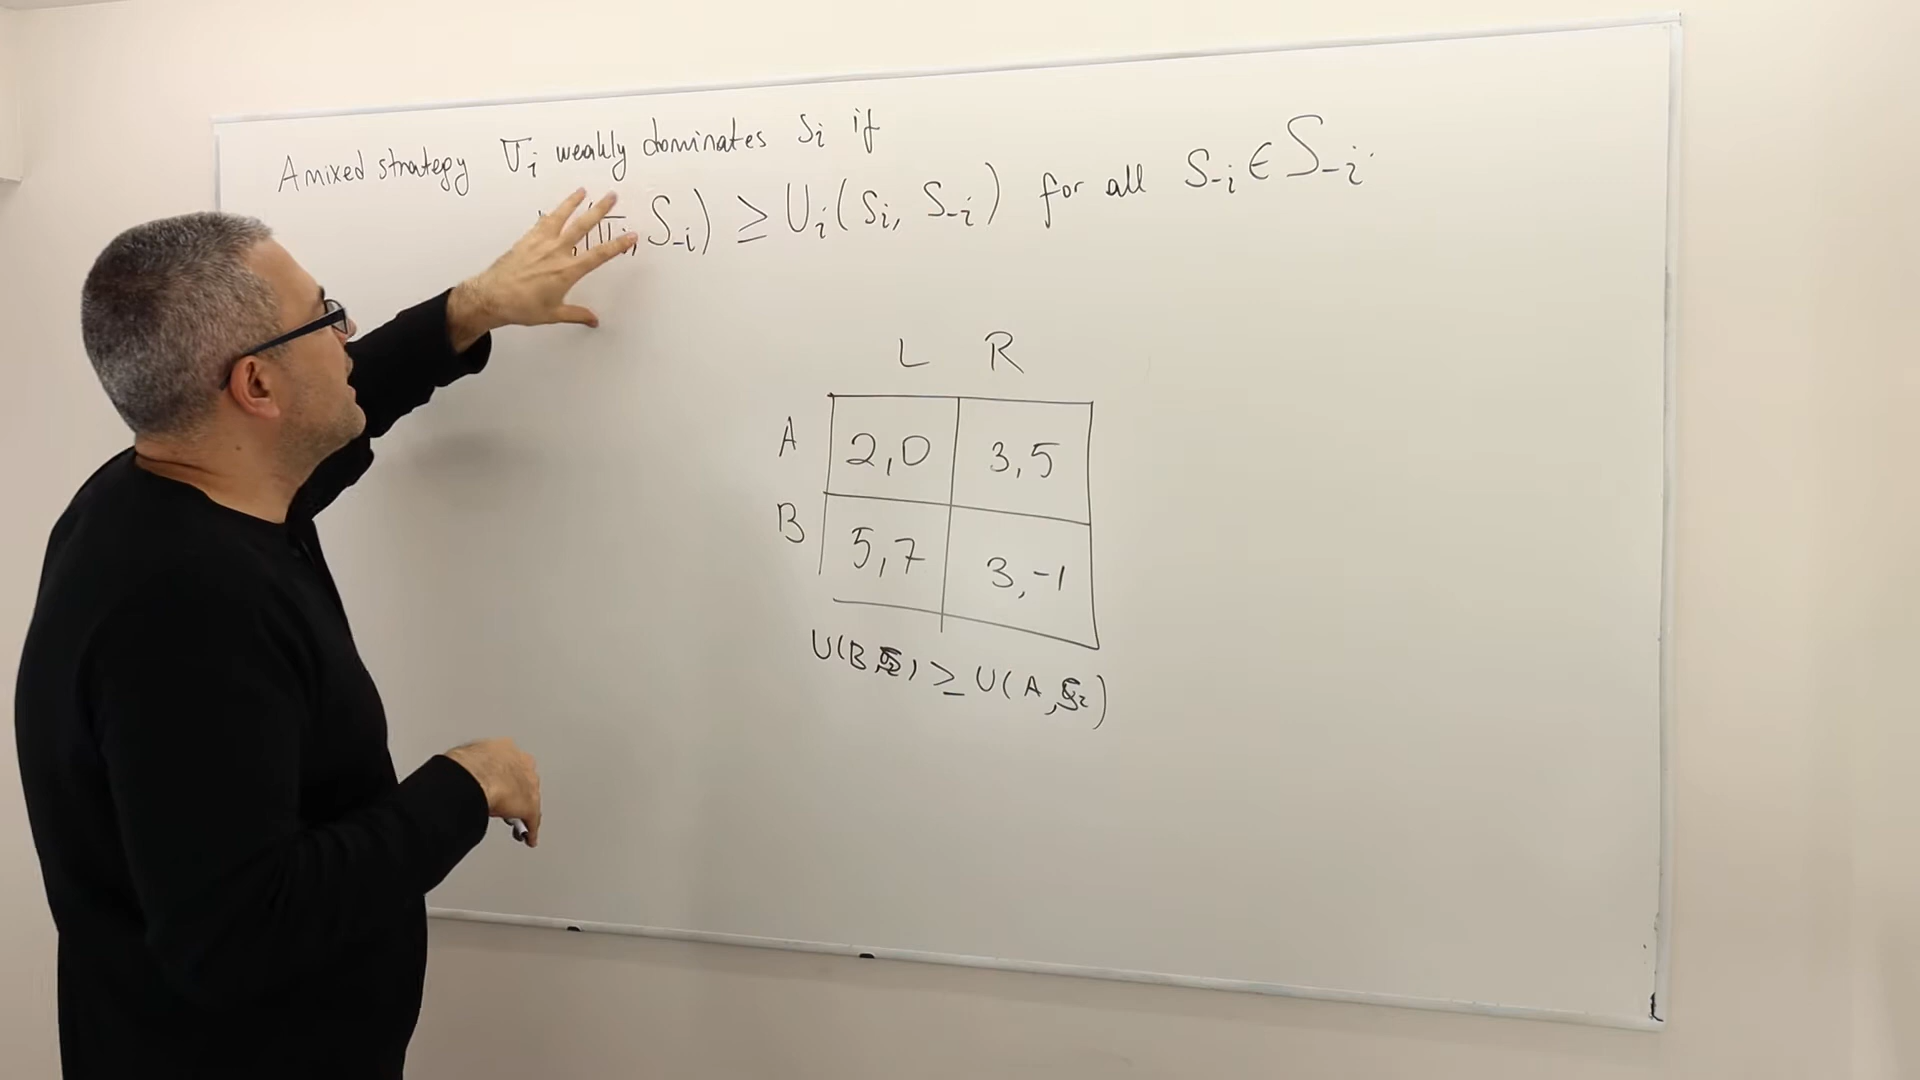 A mixed strategy σi weakly dominates Si if
S-i) ≥ Ui(Si, S-i) for all S-i ∈ S-i.
L R
A 2,0 3,5
B 5,7 3,-1
U(B, ) ≥ U(A, )